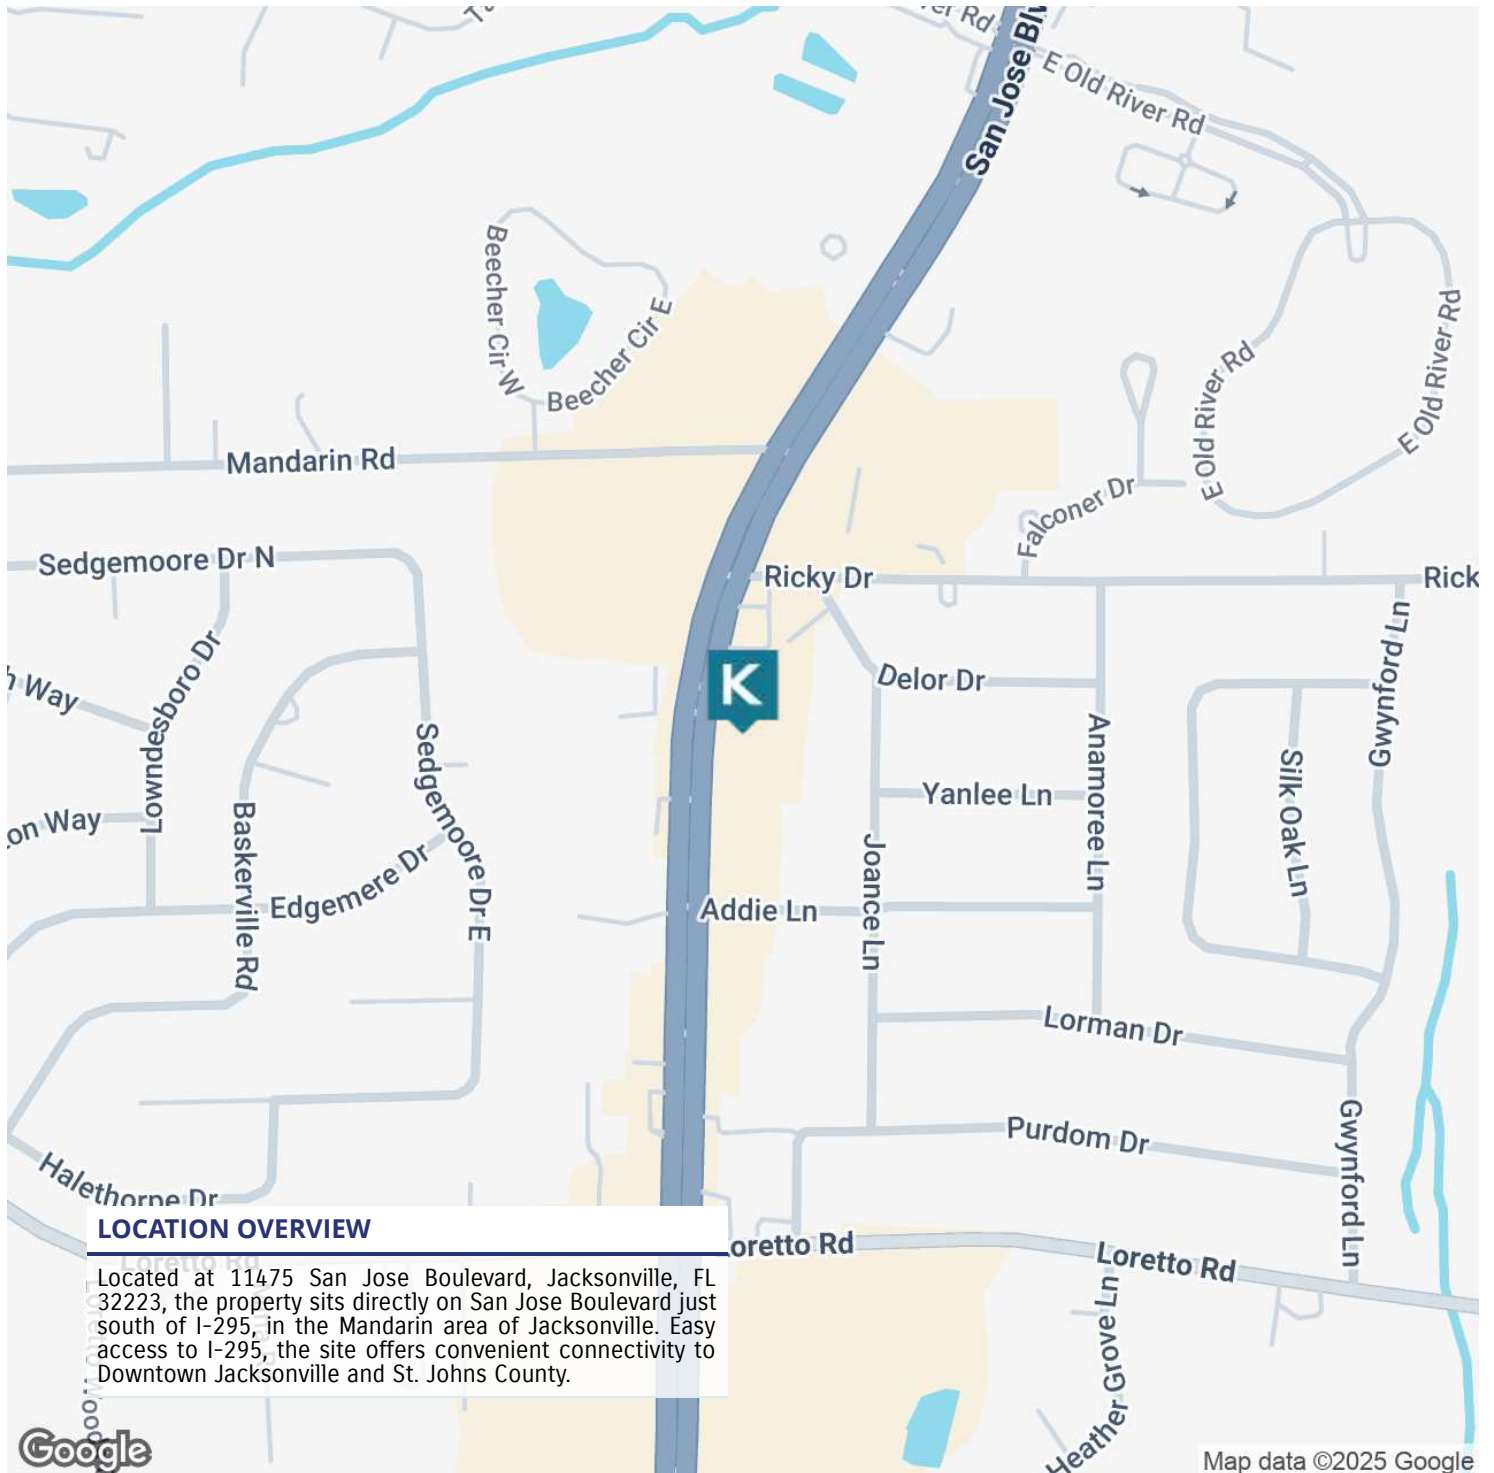 San Jose Blv
E Old River Rd
Beecher Cir W
Beecher Cir E
E Old River Rd
E Old River Rd
Mandarin Rd
Falconer Dr
Sedgemoore Dr N
Ricky Dr
Rick
Gwynford Ln
Lownde
sboro Dr
Way
K
Delor Dr
Sedgemoore Dr E
Anamoree Ln
Silk Oak Ln
Yanlee Ln
on Way
Baskerville Rd
Edgemere Dr
Joance Ln
Addie Ln
Lorman Dr
Purdom Dr
Gwynford Ln
Halethorpe Dr
LOCATION OVERVIEW
oretto Rd
Loretto Rd
Loretto Rd
Located at 11475 San Jose Boulevard, Jacksonville, FL
32223, the property sits directly on San Jose Boulevard just
south of I-295, in the Mandarin area of Jacksonville. Easy
access to I-295, the site offers convenient connectivity to
Downtown Jacksonville and St. Johns County.
Heather Grove Ln
Google
Map data ©2025 Google